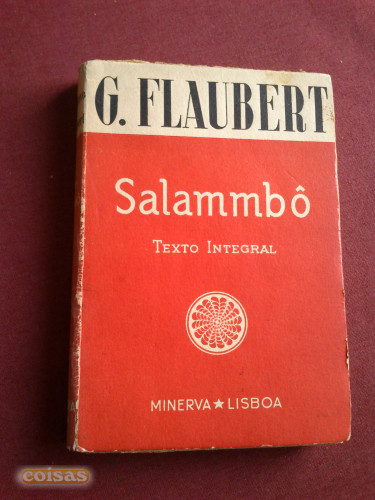 G. FLAUBERT
Salammbô
TEXTO INTEGRAL
MINERVA★LISBOA
coisas